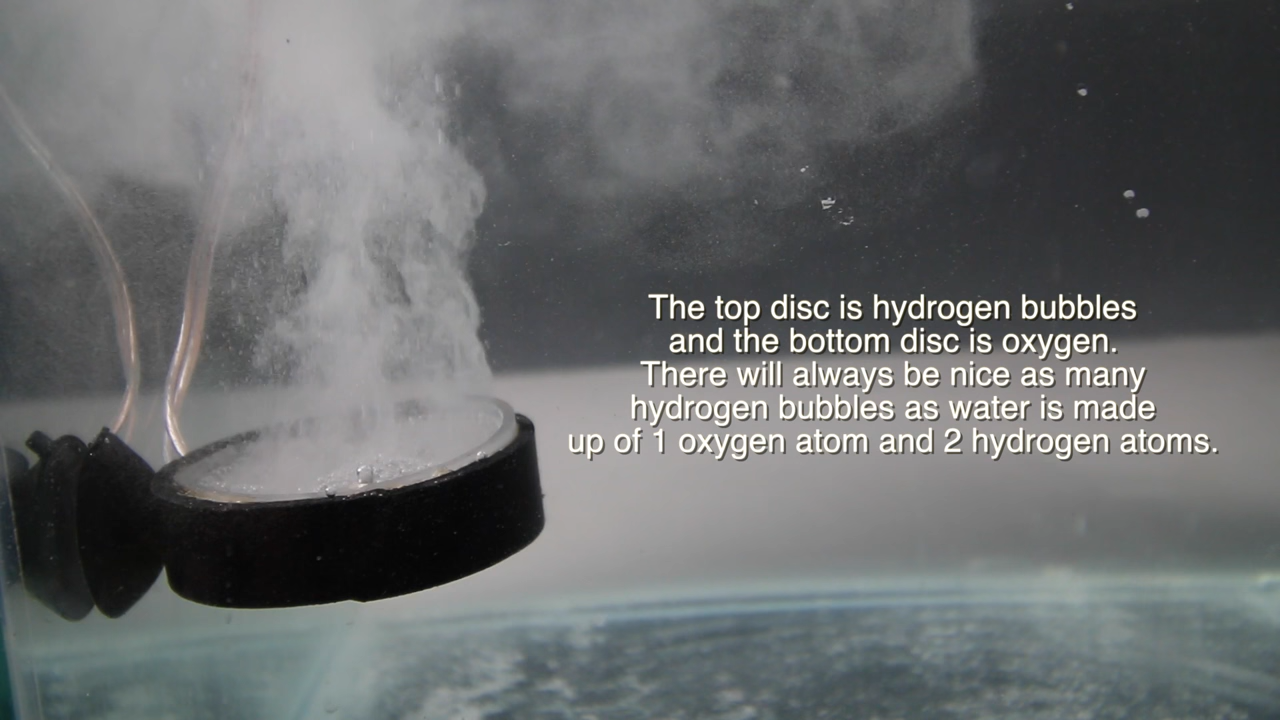 The top disc is hydrogen bubbles
and the bottom disc is oxygen.
There will always be nice as many
hydrogen bubbles as water is made
up of 1 oxygen atom and 2 hydrogen atoms.